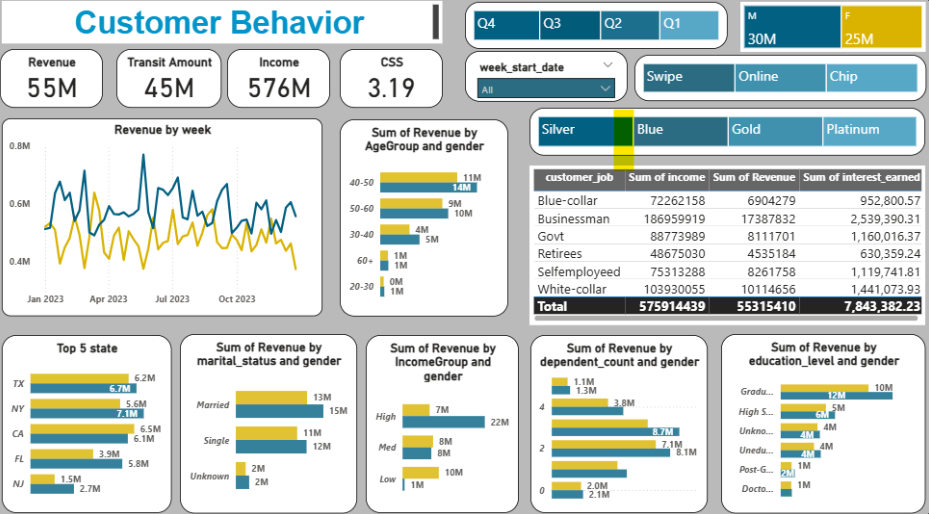 Customer Behavior
Q4 Q3 Q2 Q1
M
30M
F
25M
Revenue
55M
Transit Amount
45M
Income
576M
CSS
3.19
week_start_date
All
Swipe Online Chip
Silver Blue Gold Platinum
Revenue by week
0.8M
0.6M
0.4M
Jan 2023 Apr 2023 Jul 2023 Oct 2023
Sum of Revenue by
AgeGroup and gender
40-50 11M 14M
50-60 9M 10M
30-40 4M 5M
60+ 1M 1M
20-30 0M 1M
customer_job Sum of income Sum of Revenue Sum of interest_earned
Blue-collar 72262158 6904279 952,800.57
Businessman 186959919 17387832 2,539,390.31
Govt 88773989 8111701 1,160,016.37
Retirees 48675030 4535184 630,359.24
Selfemployeed 75313288 8261758 1,119,741.81
White-collar 103930055 10114656 1,441,073.93
Total 575914439 55315410 7,843,382.23
Top 5 state
TX 6.2M 6.7M
NY 5.6M 7.1M
CA 6.5M 6.1M
FL 3.9M 5.8M
NJ 1.5M 2.7M
Sum of Revenue by
marital_status and gender
Married 13M 15M
Single 11M 12M
Unknown 2M 2M
Sum of Revenue by
IncomeGroup and
gender
High 7M 22M
Med 8M 8M
Low 10M 1M
Sum of Revenue by
dependent_count and gender
1.1M
1.3M
4 3.8M
8.7M
2 7.1M
8.1M
0 2.0M
2.1M
Sum of Revenue by
education_level and gender
Gradu... 10M 12M
High S... 5M 6M
Unkno... 4M 4M
Unedu... 4M 4M
Post-G... 1M 2M
Docto... 1M